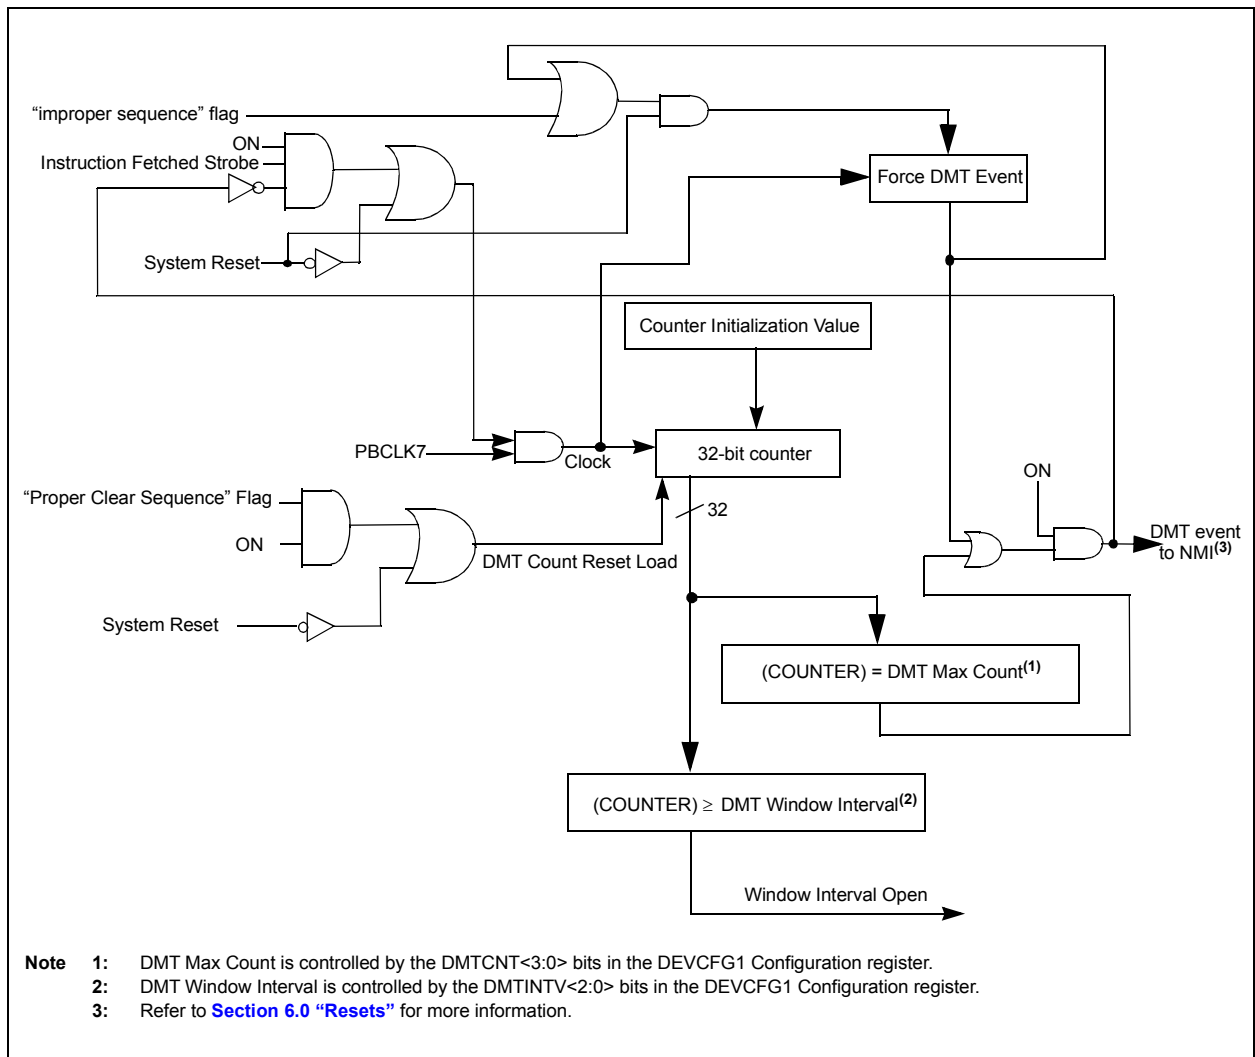 “improper sequence” flag
ON
Instruction Fetched Strobe
Force DMT Event
System Reset
Counter Initialization Value
PBCLK7
Clock
32-bit counter
“Proper Clear Sequence” Flag
32
ON
ON
DMT Count Reset Load
DMT event
to NMI(3)
System Reset
(COUNTER) = DMT Max Count(1)
(COUNTER) ≥ DMT Window Interval(2)
Window Interval Open
Note 1: DMT Max Count is controlled by the DMTCNT<3:0> bits in the DEVCFG1 Configuration register.
2: DMT Window Interval is controlled by the DMTINTV<2:0> bits in the DEVCFG1 Configuration register.
3: Refer to Section 6.0 “Resets” for more information.